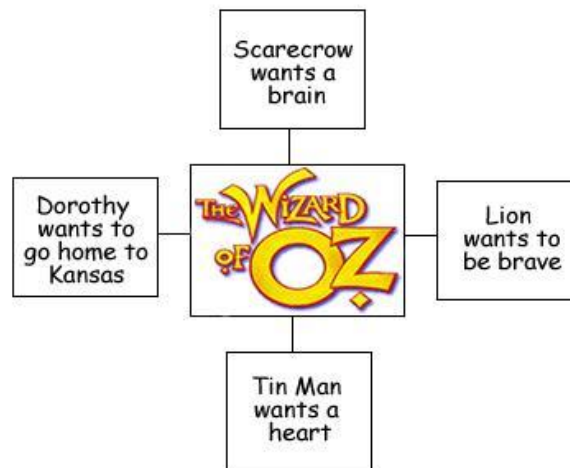 Scarecrow
wants a
brain
Dorothy
wants to
go home to
Kansas
THE WIZARD
OF OZ
Lion
wants to
be brave
Tin Man
wants a
heart